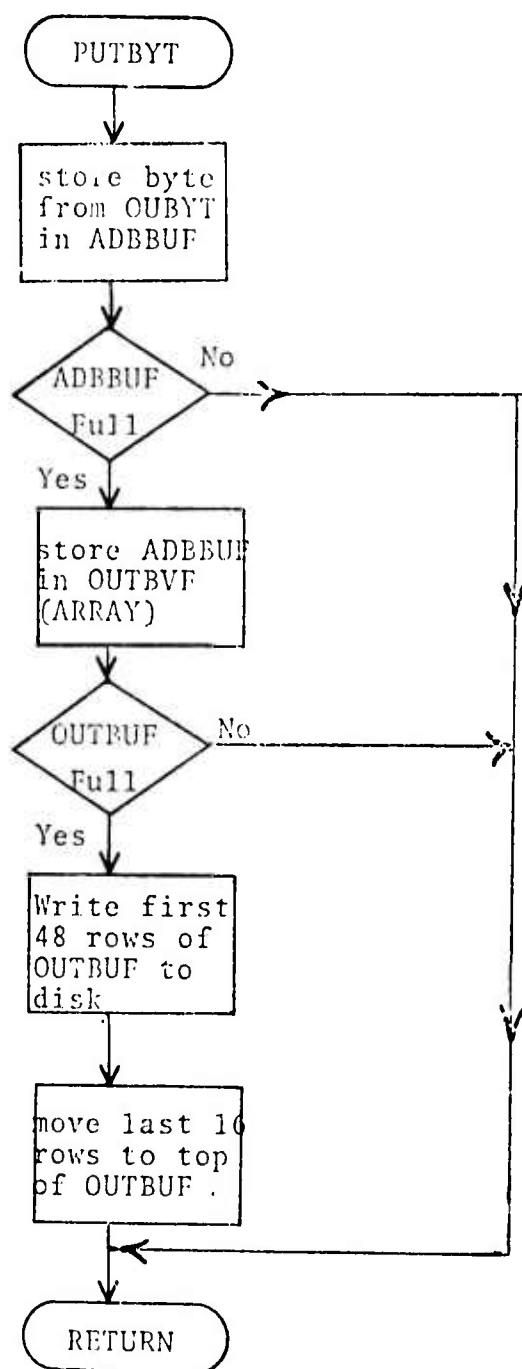 PUTBYT
store byte
from OUBYT
in ADBBUF
ADBBUF
Full
No
Yes
store ADBBUF
in OUTBVF
(ARRAY)
OUTBUF
Full
No
Yes
Write first
48 rows of
OUTBUF to
disk
move last 16
rows to top
of OUTBUF .
RETURN